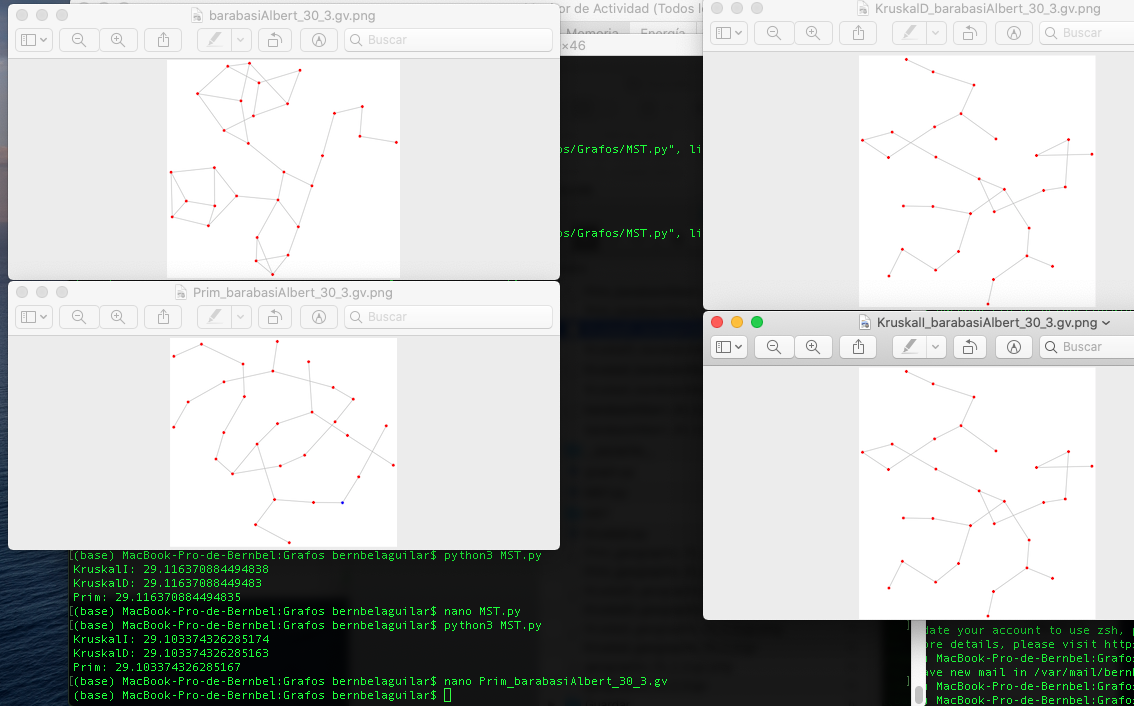 barabasiAlbert_30_3.gv.png
or de Actividad (Todos l
KruskalD_barabasiAlbert_30_3.gv.png
Buscar
Memoria
Energía
Buscar
×46
os/Grafos/MST.py", li
os/Grafos/MST.py", li
Prim_barabasiAlbert_30_3.gv.png
Buscar
KruskalI_barabasiAlbert_30_3.gv.png
Buscar
[(base) MacBook-Pro-de-Bernbel:Grafos bernbelaguilar$ python3 MST.py
KruskalI: 29.116370884494838
KruskalD: 29.11637088449483
Prim: 29.116370884494835
[(base) MacBook-Pro-de-Bernbel:Grafos bernbelaguilar$ nano MST.py
[(base) MacBook-Pro-de-Bernbel:Grafos bernbelaguilar$ python3 MST.py
KruskalI: 29.103374326285174
KruskalD: 29.103374326285163
Prim: 29.103374326285167
[(base) MacBook-Pro-de-Bernbel:Grafos bernbelaguilar$ nano Prim_barabasiAlbert_30_3.gv
(base) MacBook-Pro-de-Bernbel:Grafos bernbelaguilar$
date your account to use zsh, p
ore details, please visit http
) MacBook-Pro-de-Bernbel:Grafos
ave new mail in /var/mail/bernb
) MacBook-Pro-de-Bernbel:Grafos
) MacBook-Pro-de-Bernbel:Grafos